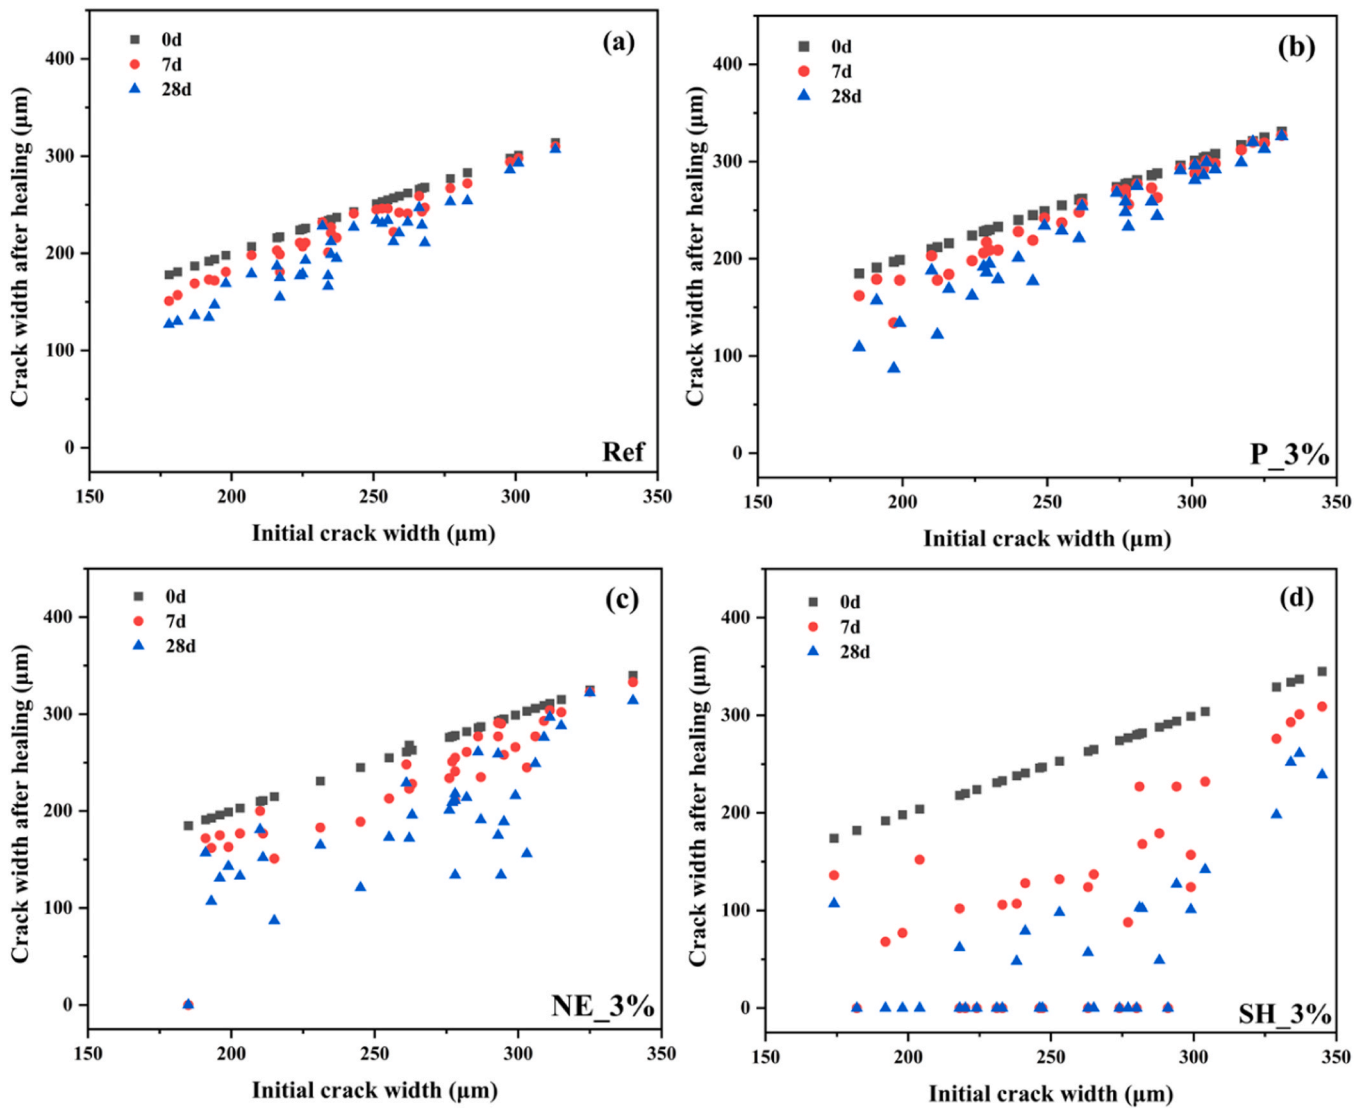 (a)
0d
7d
28d
400
300
200
100
0
Crack width after healing (μm)
Ref
150 200 250 300 350
Initial crack width (μm)
(b)
0d
7d
28d
400
300
200
100
0
Crack width after healing (μm)
P_3%
150 200 250 300 350
Initial crack width (μm)
(c)
0d
7d
28d
400
300
200
100
0
Crack width after healing (μm)
NE_3%
150 200 250 300 350
Initial crack width (μm)
(d)
0d
7d
28d
400
300
200
100
0
Crack width after healing (μm)
SH_3%
150 200 250 300 350
Initial crack width (μm)